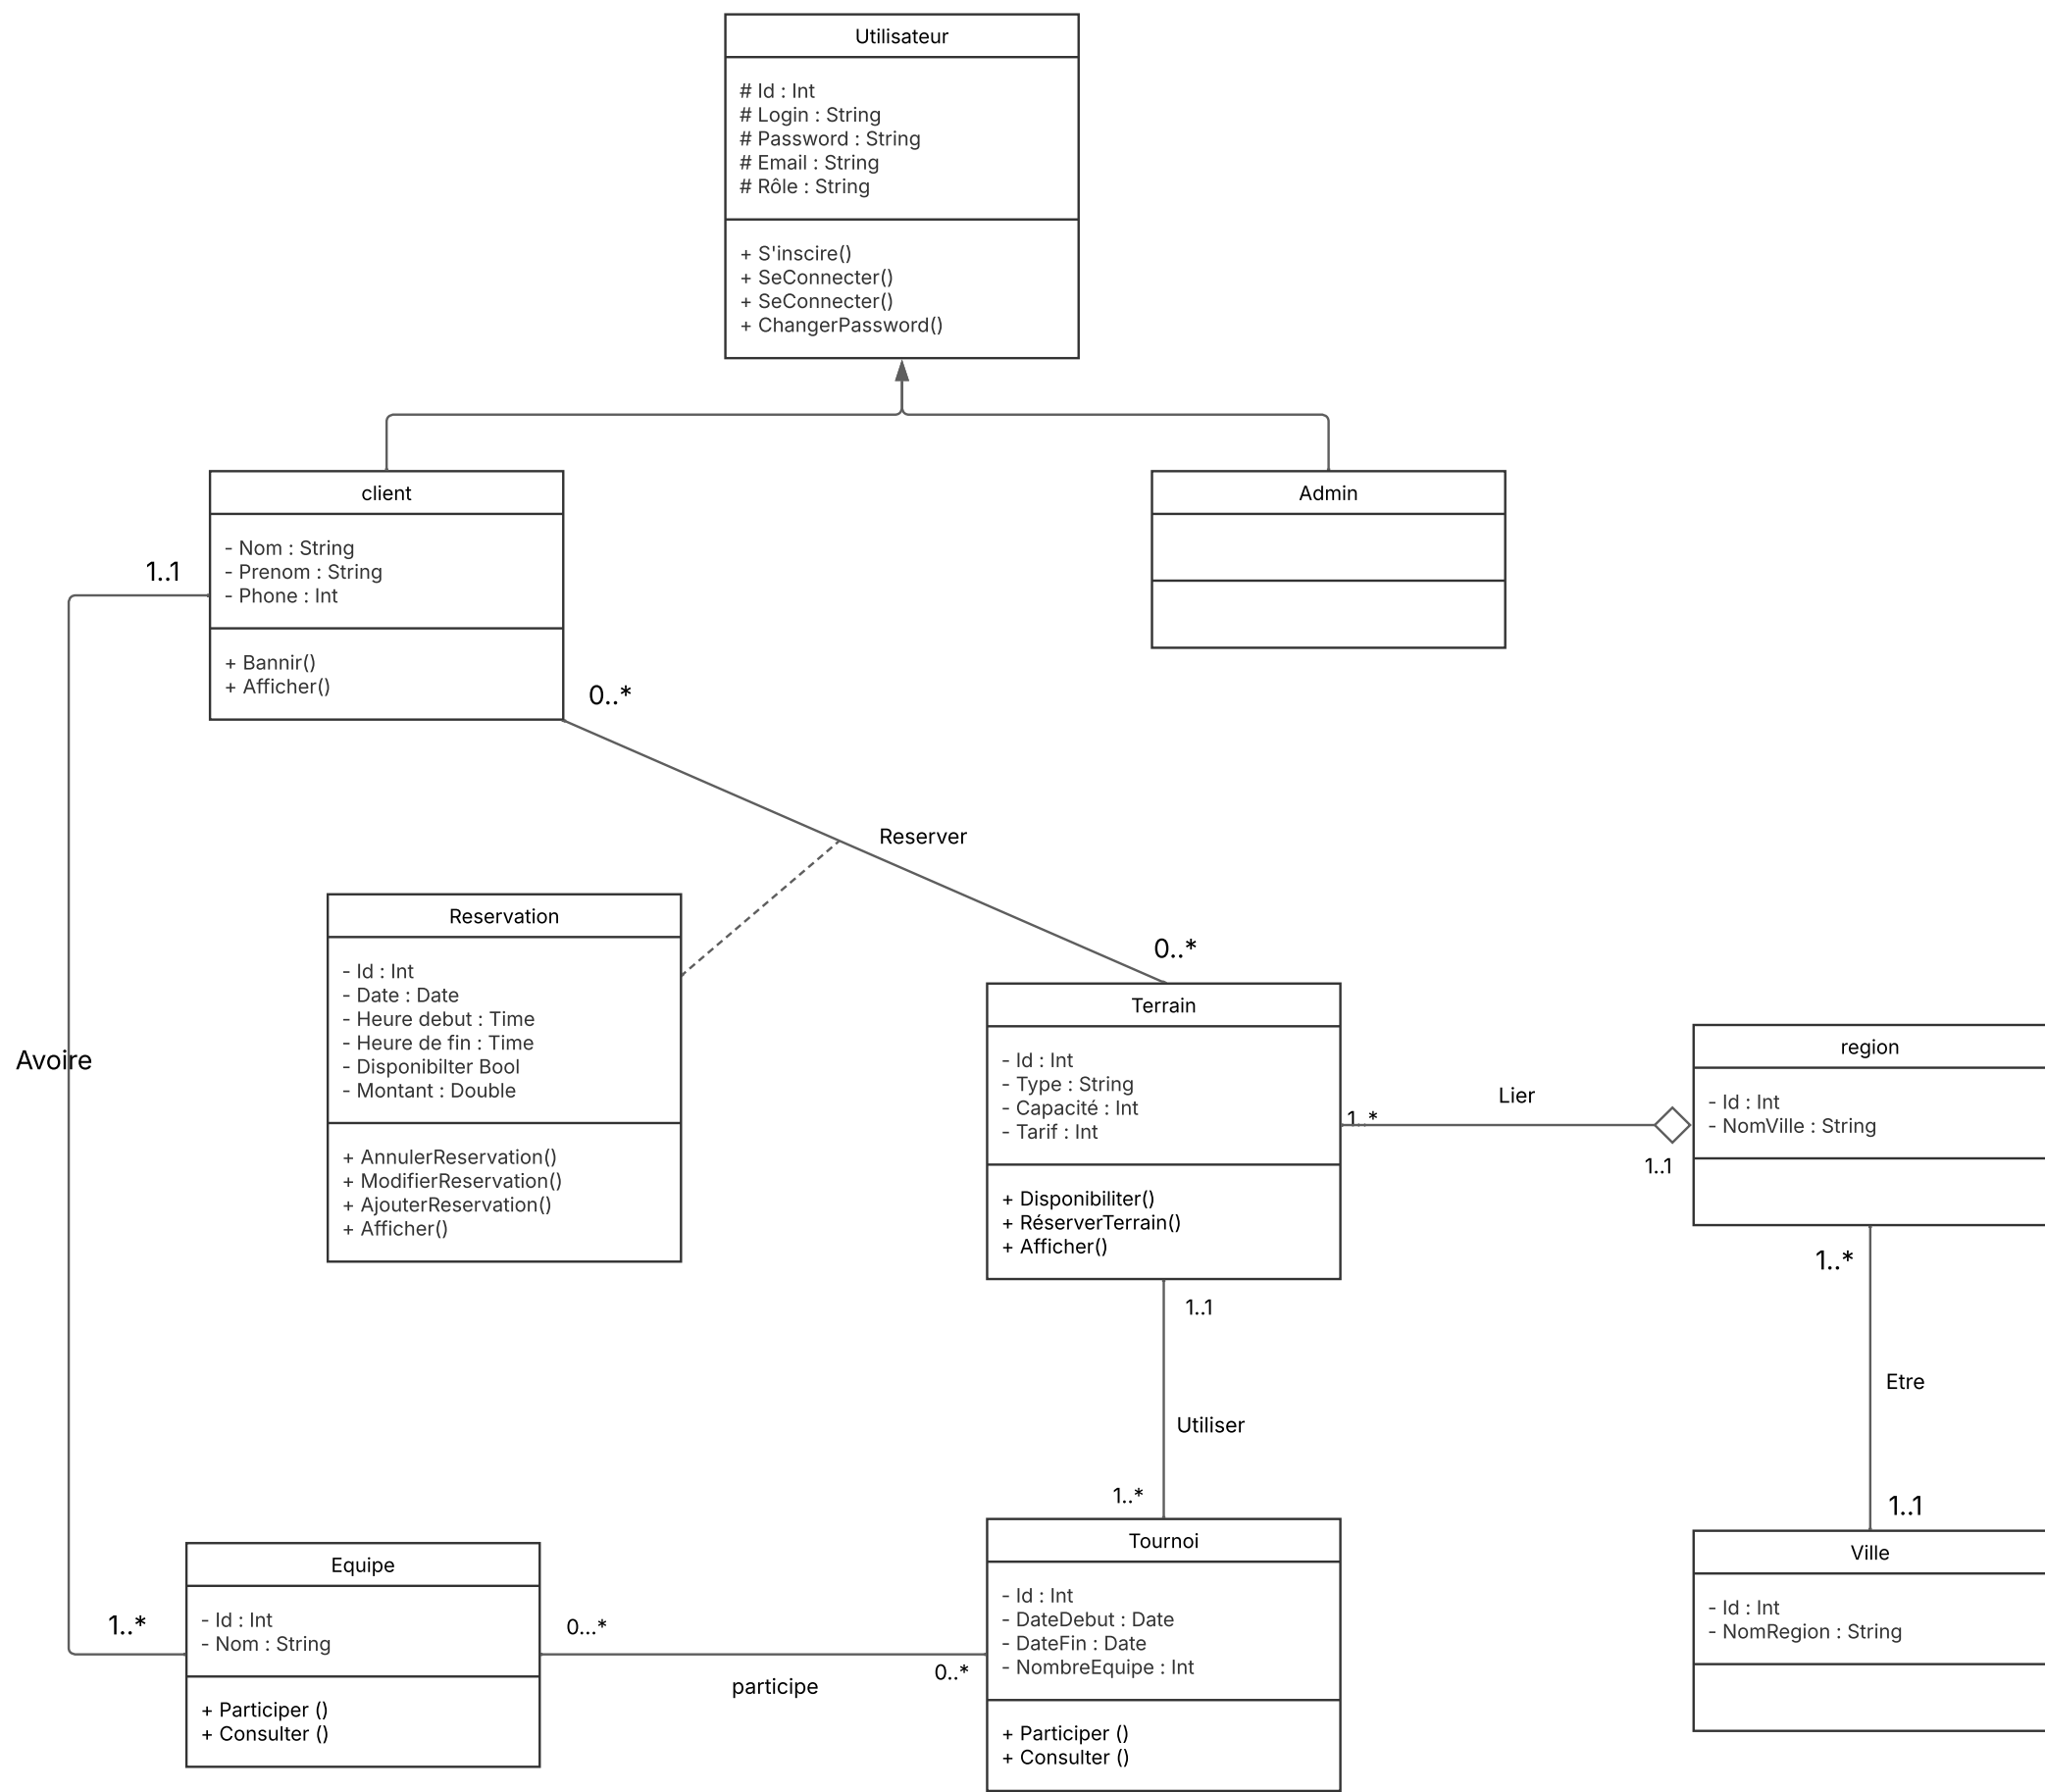 Utilisateur
# Id : Int
# Login : String
# Password : String
# Email : String
# Rôle : String
+ S'inscire()
+ SeConnecter()
+ SeConnecter()
+ ChangerPassword()
client
- Nom : String
- Prenom : String
- Phone : Int
+ Bannir()
+ Afficher()
Admin
1..1
0..*
Reserver
0..*
Reservation
- Id : Int
- Date : Date
- Heure debut : Time
- Heure de fin : Time
- Disponibilter Bool
- Montant : Double
+ AnnulerReservation()
+ ModifierReservation()
+ AjouterReservation()
+ Afficher()
Avoire
Terrain
- Id : Int
- Type : String
- Capacité : Int
- Tarif : Int
+ Disponibiliter()
+ RéserverTerrain()
+ Afficher()
1..*
Lier
1..1
region
- Id : Int
- NomVille : String
1..*
Etre
1..1
1..1
Utiliser
1..*
Equipe
- Id : Int
- Nom : String
+ Participer ()
+ Consulter ()
1..*
0...*
participe
0..*
Tournoi
- Id : Int
- DateDebut : Date
- DateFin : Date
- NombreEquipe : Int
+ Participer ()
+ Consulter ()
Ville
- Id : Int
- NomRegion : String